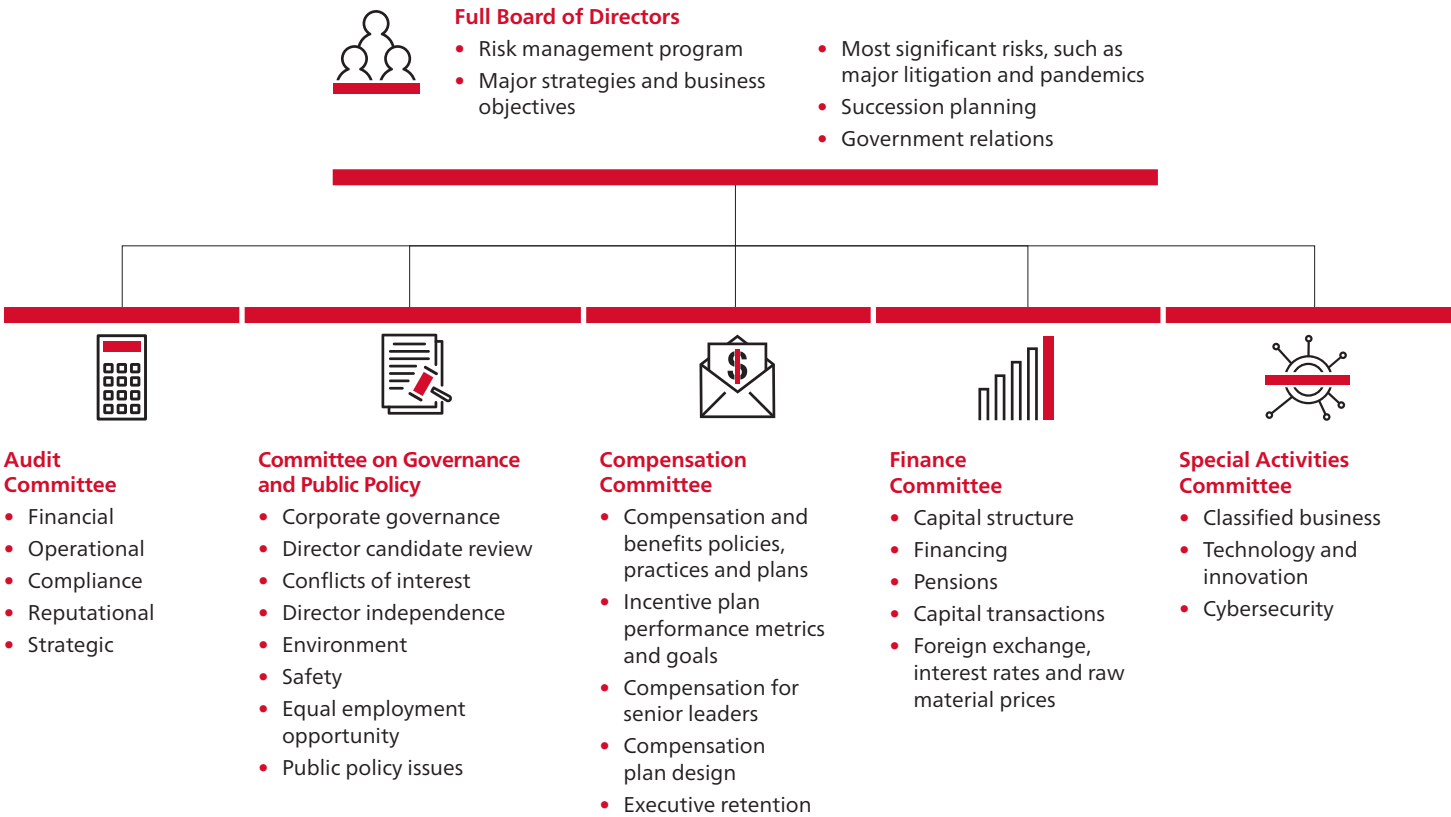 Full Board of Directors
• Risk management program
• Major strategies and business
objectives
• Most significant risks, such as
major litigation and pandemics
• Succession planning
• Government relations
Audit
Committee
• Financial
• Operational
• Compliance
• Reputational
• Strategic
Committee on Governance
and Public Policy
• Corporate governance
• Director candidate review
• Conflicts of interest
• Director independence
• Environment
• Safety
• Equal employment
opportunity
• Public policy issues
$
Compensation
Committee
• Compensation and
benefits policies,
practices and plans
• Incentive plan
performance metrics
and goals
• Compensation for
senior leaders
• Compensation
plan design
• Executive retention
Finance
Committee
• Capital structure
• Financing
• Pensions
• Capital transactions
• Foreign exchange,
interest rates and raw
material prices
Special Activities
Committee
• Classified business
• Technology and
innovation
• Cybersecurity